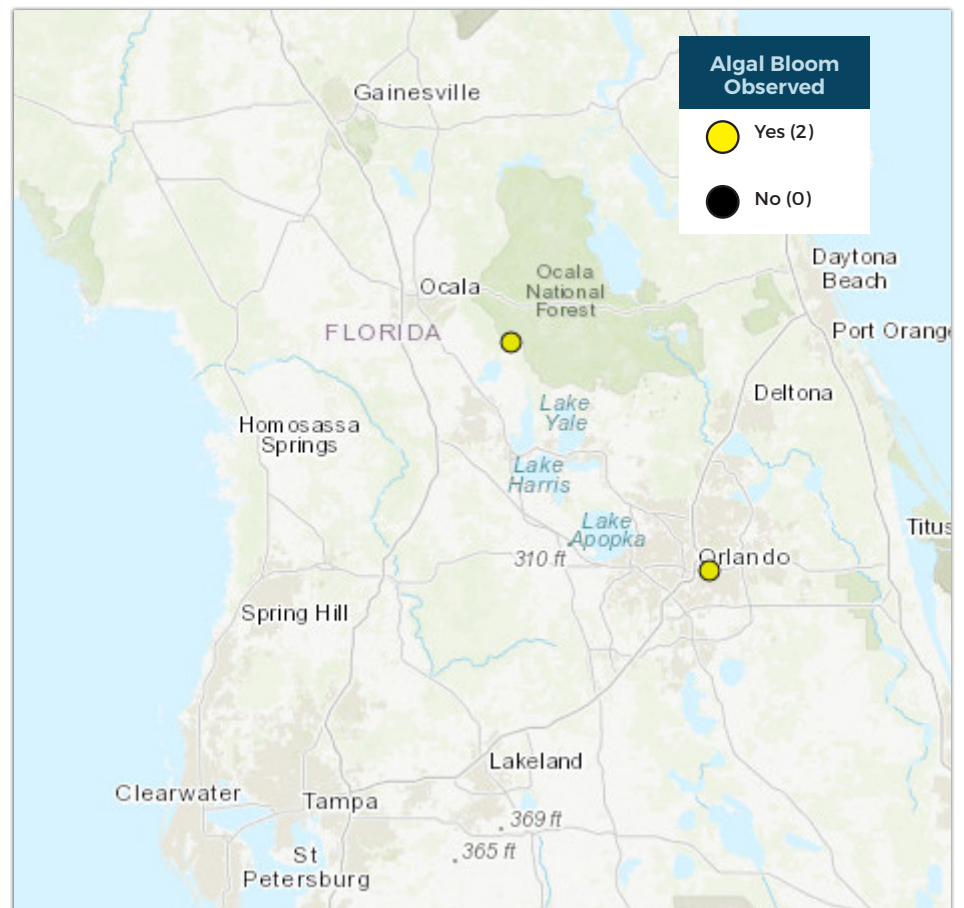 Algal Bloom
Observed
Yes (2)
No (0)
Gainesville
Daytona
Beach
Ocala
National
Forest
Ocala
FLORIDA
Port Orange
Deltona
Lake
Yale
Homosassa
Springs
Lake
Harris
Lake
Apopka
Titus
310 ft
Orlando
Spring Hill
Lakeland
Clearwater
Tampa
369 ft
365 ft
St
Petersburg